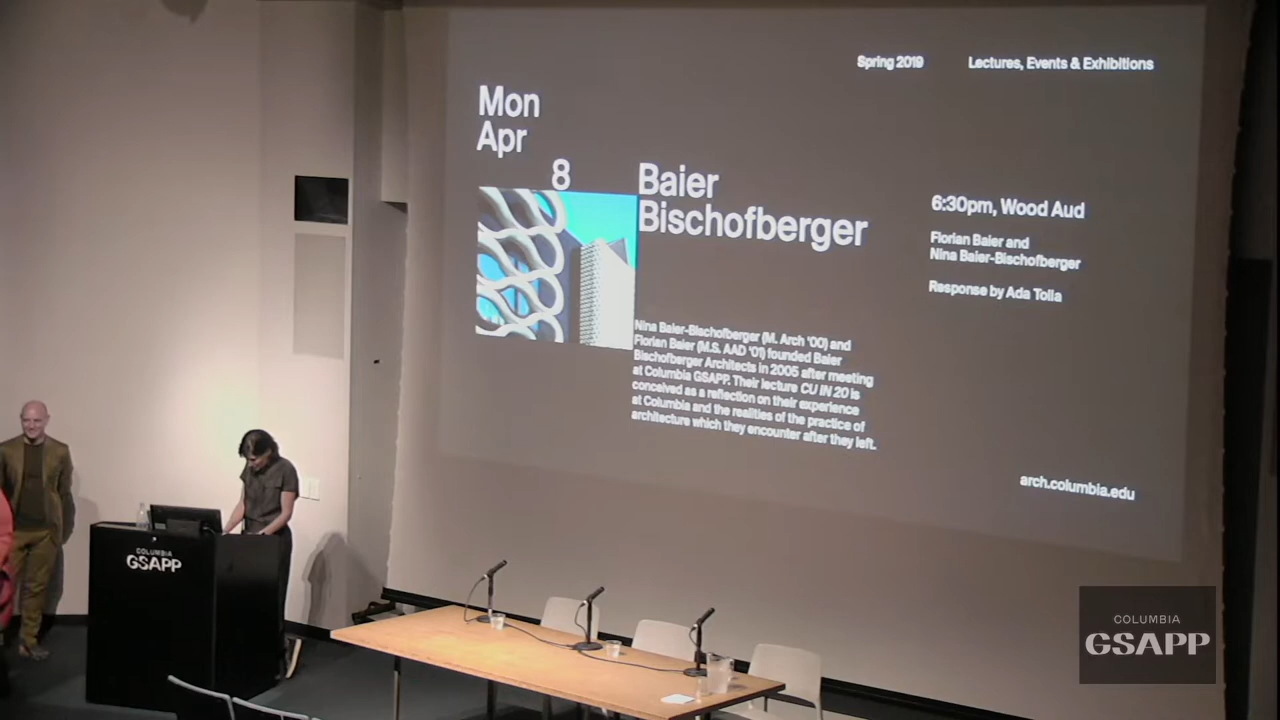 Spring 2019
Lectures, Events & Exhibitions
Mon
Apr
8
Baier
Bischofberger
6:30pm, Wood Aud
Florian Baier and
Nina Baier-Bischofberger
Response by Ada Tolla
Nina Baier-Bischofberger (M. Arch '00) and
Florian Baier (M.S. AAD '01) founded Baier
Bischofberger Architects in 2005 after meeting
at Columbia GSAPP. Their lecture CU IN 20 is
conceived as a reflection on their experience
at Columbia and the realities of the practice of
architecture which they encounter after they left.
arch.columbia.edu
COLUMBIA
GSAPP
COLUMBIA
GSAPP